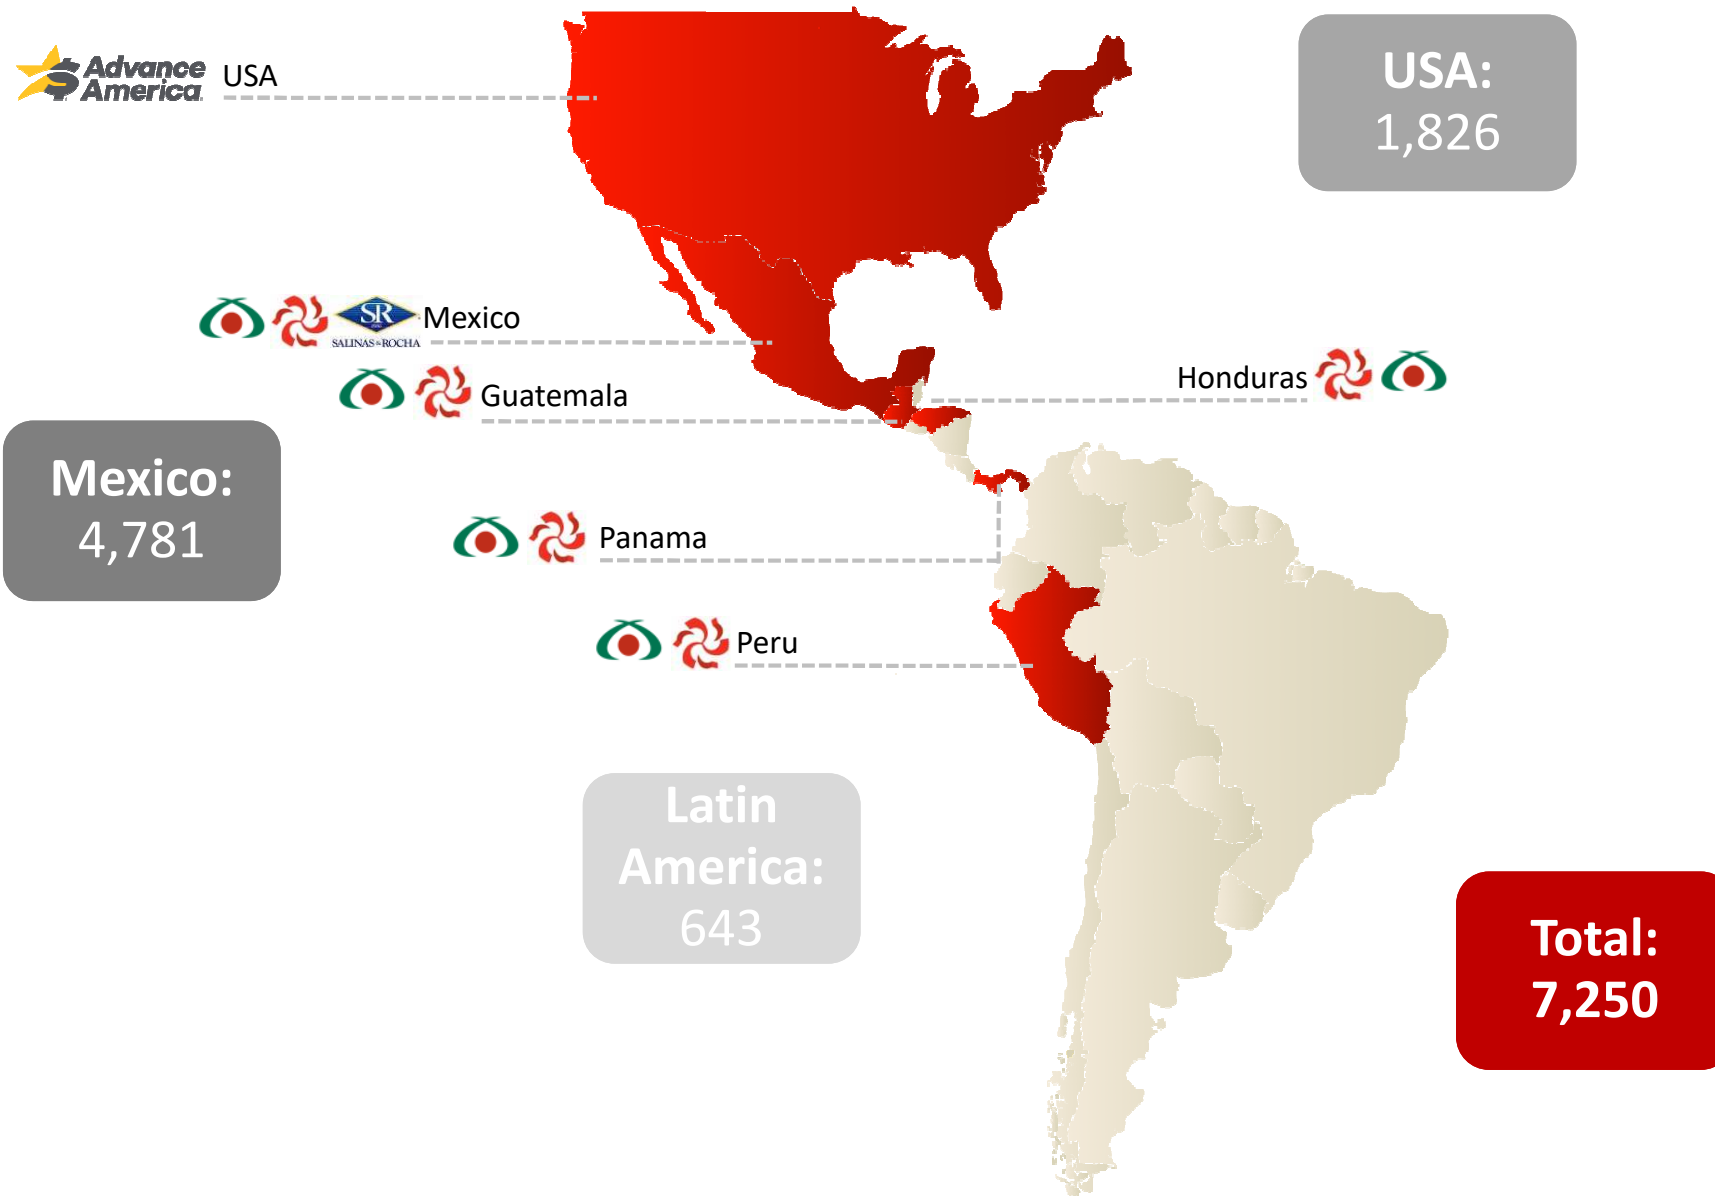 Advance
America
USA
USA:
1,826
SR
SALINAS & ROCHA
Mexico
Honduras
Guatemala
Mexico:
4,781
Panama
Peru
Latin
America:
643
Total:
7,250